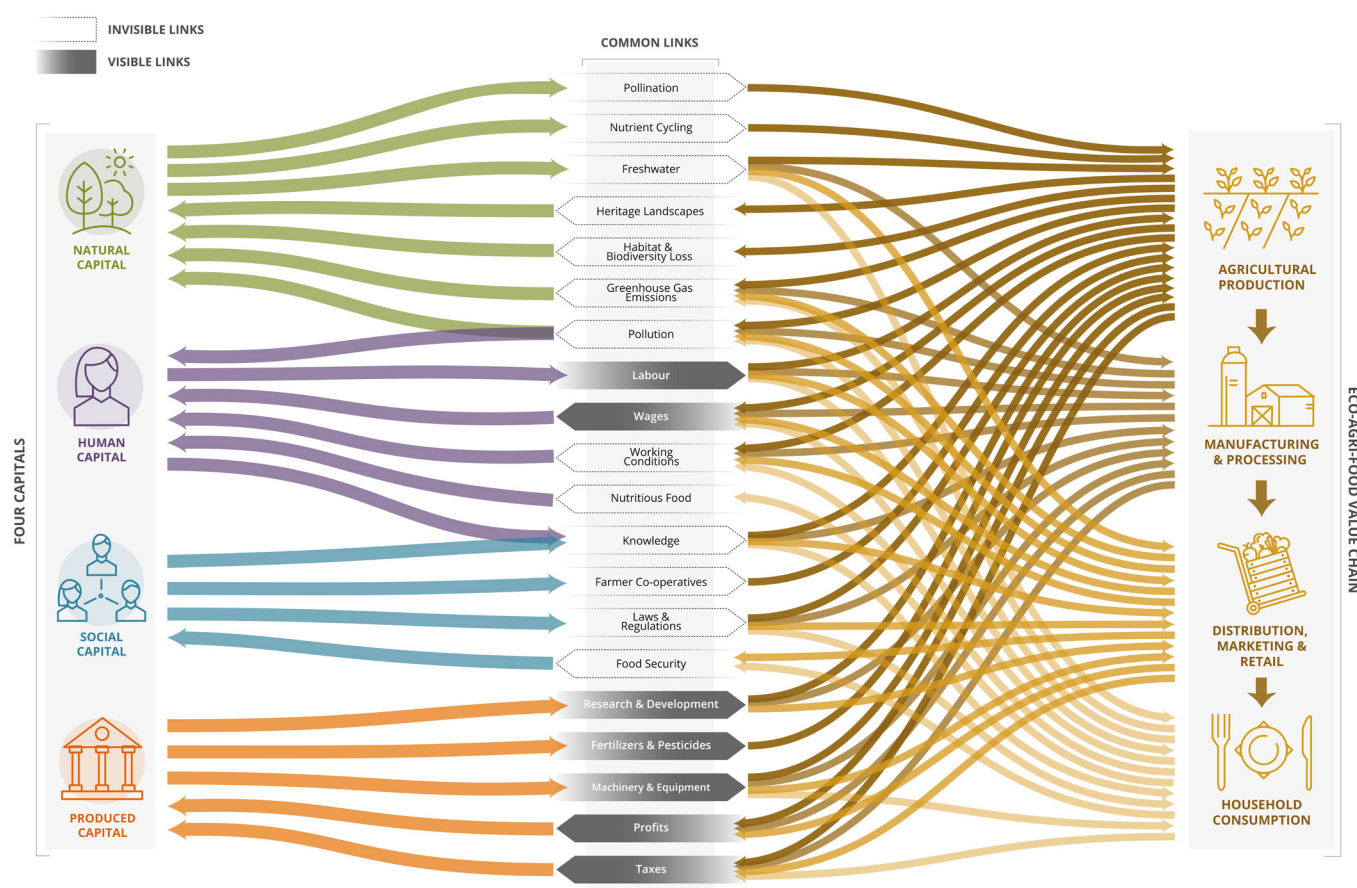 INVISIBLE LINKS
VISIBLE LINKS
COMMON LINKS
FOUR CAPITALS
NATURAL
CAPITAL
HUMAN
CAPITAL
SOCIAL
CAPITAL
PRODUCED
CAPITAL
Pollination
Nutrient Cycling
Freshwater
Heritage Landscapes
Habitat &
Biodiversity Loss
Greenhouse Gas
Emissions
Pollution
Labour
Wages
Working
Conditions
Nutritious Food
Knowledge
Farmer Co-operatives
Laws &
Regulations
Food Security
Research & Development
Fertilizers & Pesticides
Machinery & Equipment
Profits
Taxes
AGRICULTURAL
PRODUCTION
MANUFACTURING
& PROCESSING
DISTRIBUTION,
MARKETING &
RETAIL
HOUSEHOLD
CONSUMPTION
ECO-AGRI-FOOD VALUE CHAIN